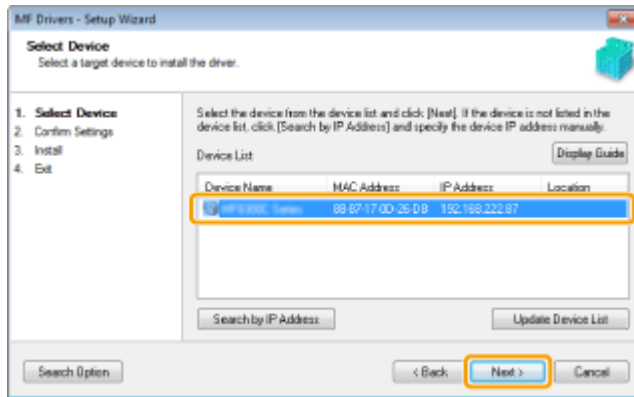 MF Drivers - Setup Wizard
Select Device
Select a target device to install the driver.
1. Select Device
2. Confirm Settings
3. Install
4. Exit
Select the device from the device list and click [Next]. If the device is not listed in the
device list, click [Search by IP Address] and specify the device IP address manually.
Device List
Display Guide
Device Name MAC Address IP Address Location
Series 88-87-17-0D-26-D8 192.168.222.87
Search by IP Address
Update Device List
Search Option
< Back
Next >
Cancel